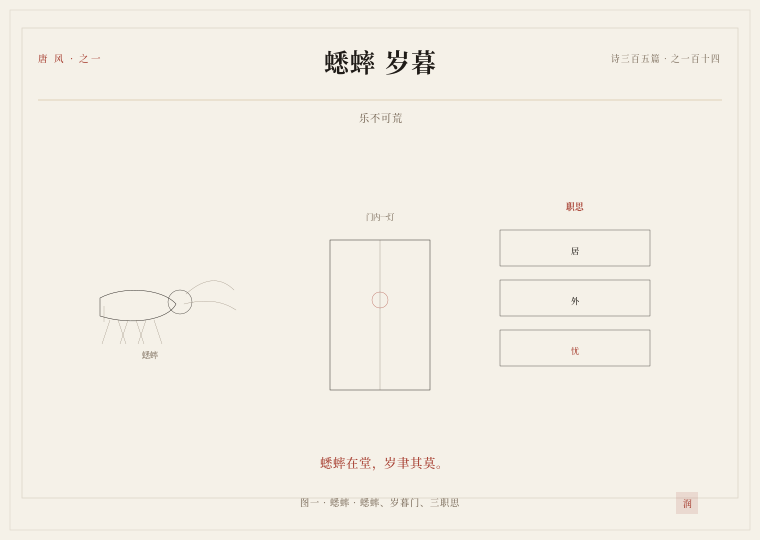 唐 风 · 之一
蟋蟀 岁暮
诗三百五篇 · 之一百十四
乐不可荒
门内一灯
职思
居
外
忧
蟋蟀
蟋蟀在堂，岁聿其莫。
图一 · 蟋蟀 · 蟋蟀、岁暮门、三职思
润